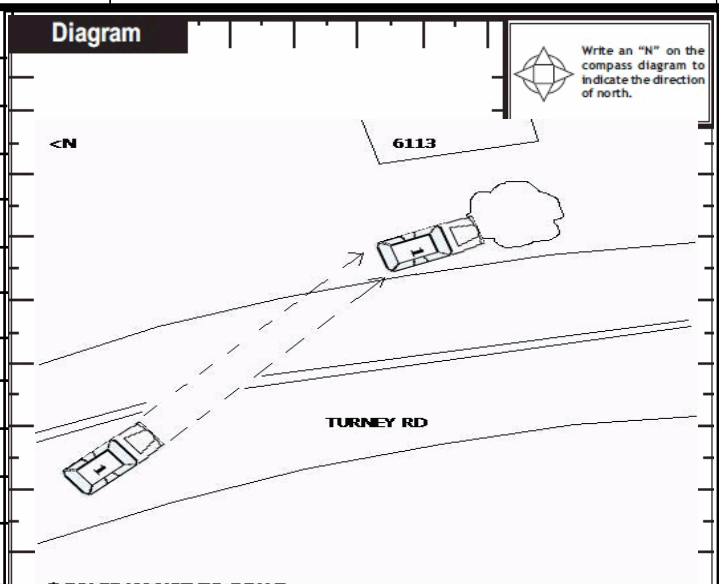 Diagram
Write an “N” on the
compass diagram to
indicate the direction
of north.
<N
6113
1
TURNEY RD
1